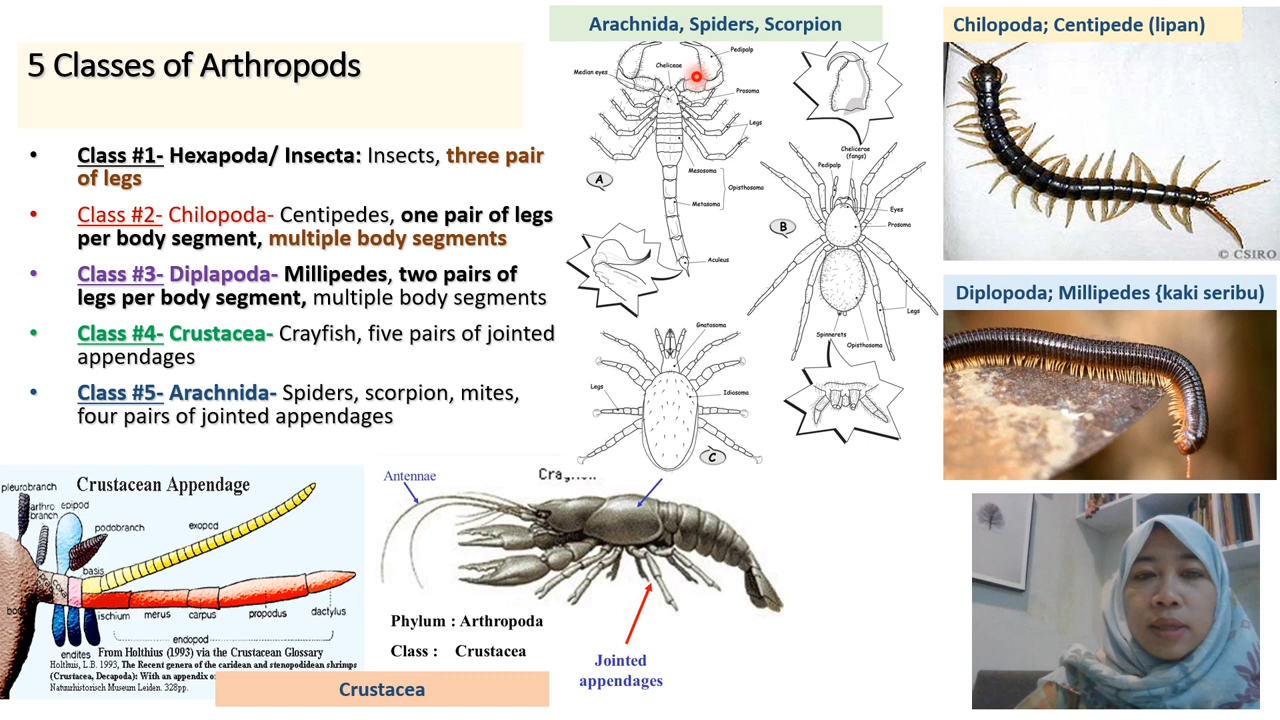 5 Classes of Arthropods
• Class #1- Hexapoda/ Insecta: Insects, three pair
of legs
• Class #2- Chilopoda- Centipedes, one pair of legs
per body segment, multiple body segments
• Class #3- Diplapoda- Millipedes, two pairs of
legs per body segment, multiple body segments
• Class #4- Crustacea- Crayfish, five pairs of jointed
appendages
• Class #5- Arachnida- Spiders, scorpion, mites,
four pairs of jointed appendages
Arachnida, Spiders, Scorpion
Pedipalp
Cheliceae
Median eyes
Prosoma
Legs
Mesosoma
Opisthosoma
Metasoma
Aculeus
A
Chelicerae
(fangs)
Pedipalp
Eyes
Prosoma
B
Legs
Spinnerets
Opisthosoma
Gnatosoma
Legs
Idiosoma
C
Chilopoda; Centipede (lipan)
© CSIRO
Diplopoda; Millipedes {kaki seribu)
Crustacean Appendage
pleurobranch
arthro
branch
epipod
podobranch
exopod
basis
ischium
merus
carpus
propodus
dactylus
endopod
endites
From Holthius (1993) via the Crustacean Glossary
Holthuis, L.B. 1993, The Recent genera of the caridean and stenopodidean shrimps
(Crustacea, Decapoda): With an appendix o
Natuurhistorisch Museum Leiden. 328pp.
Antennae
Phylum : Arthropoda
Class : Crustacea
Jointed
appendages
Crustacea